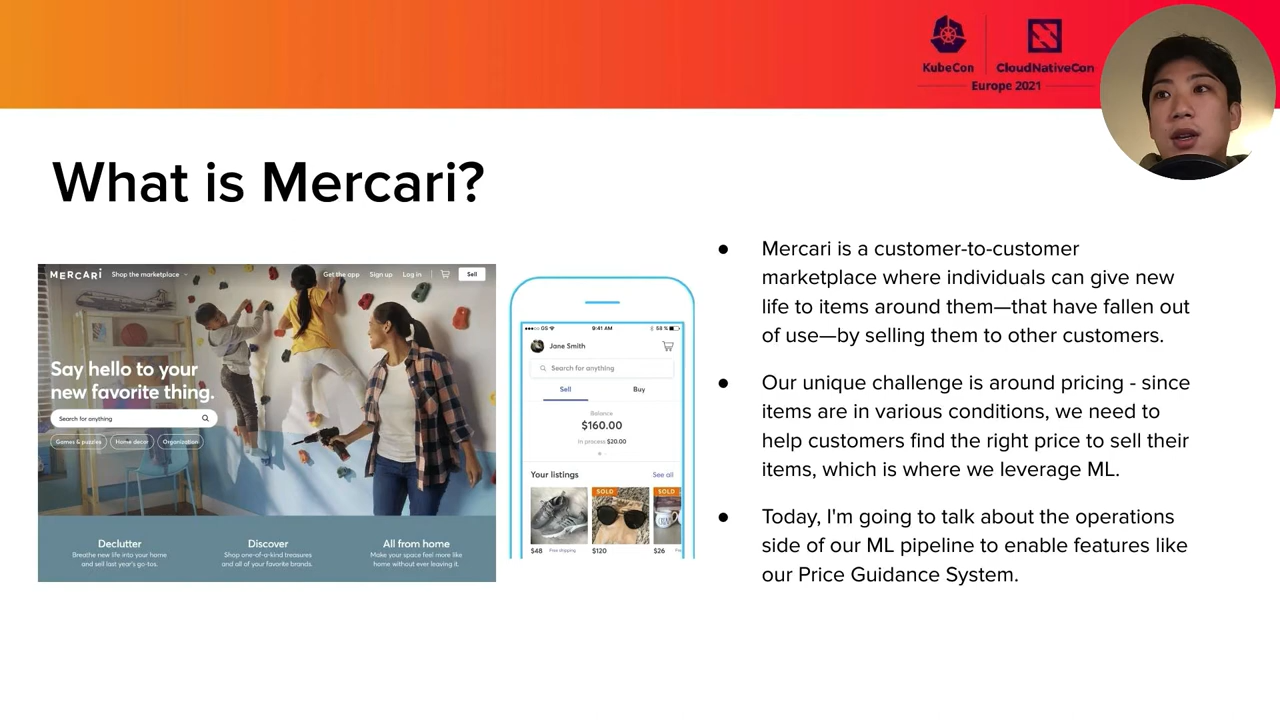 KubeCon
CloudNativeCon
Europe 2021
What is Mercari?
MERCARI
Shop the marketplace
Get the app
Sign up
Log in
Sell
Say hello to your
new favorite thing.
Search for anything
Games & puzzles
Home decor
Organization
Declutter
Breathe new life into your home
and sell last year's go-tos.
Discover
Shop one-of-a-kind treasures
and all of your favorite brands.
All from home
Make your space feel more like
home without ever leaving it.
GS
9:41 AM
58 %
Jane Smith
Search for anything
Sell
Buy
Balance
$160.00
In process $20.00
Your listings
See all
SOLD
SOLD
$48 Free shipping
$120
$26
● Mercari is a customer-to-customer
marketplace where individuals can give new
life to items around them—that have fallen out
of use—by selling them to other customers.
● Our unique challenge is around pricing - since
items are in various conditions, we need to
help customers find the right price to sell their
items, which is where we leverage ML.
● Today, I'm going to talk about the operations
side of our ML pipeline to enable features like
our Price Guidance System.